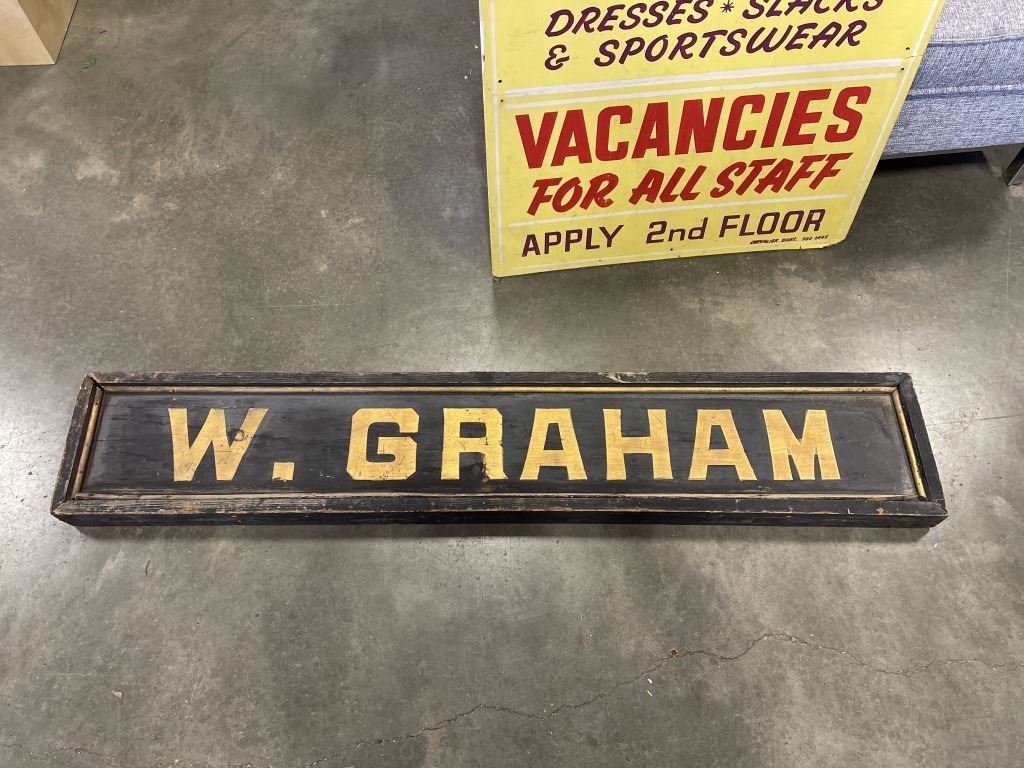 DRESSES * SLACKS
& SPORTSWEAR
VACANCIES
FOR ALL STAFF
APPLY 2nd FLOOR
W. GRAHAM